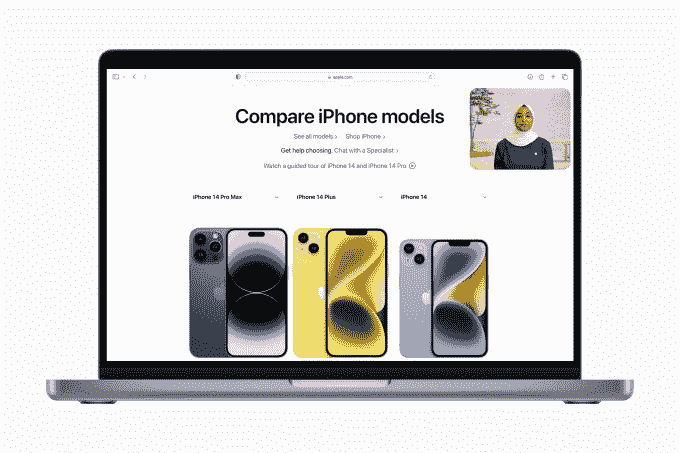 apple.com
Compare iPhone models
See all models > Shop iPhone >
Get help choosing. Chat with a Specialist >
Watch a guided tour of iPhone 14 and iPhone 14 Pro
iPhone 14 Pro Max
iPhone 14 Plus
iPhone 14